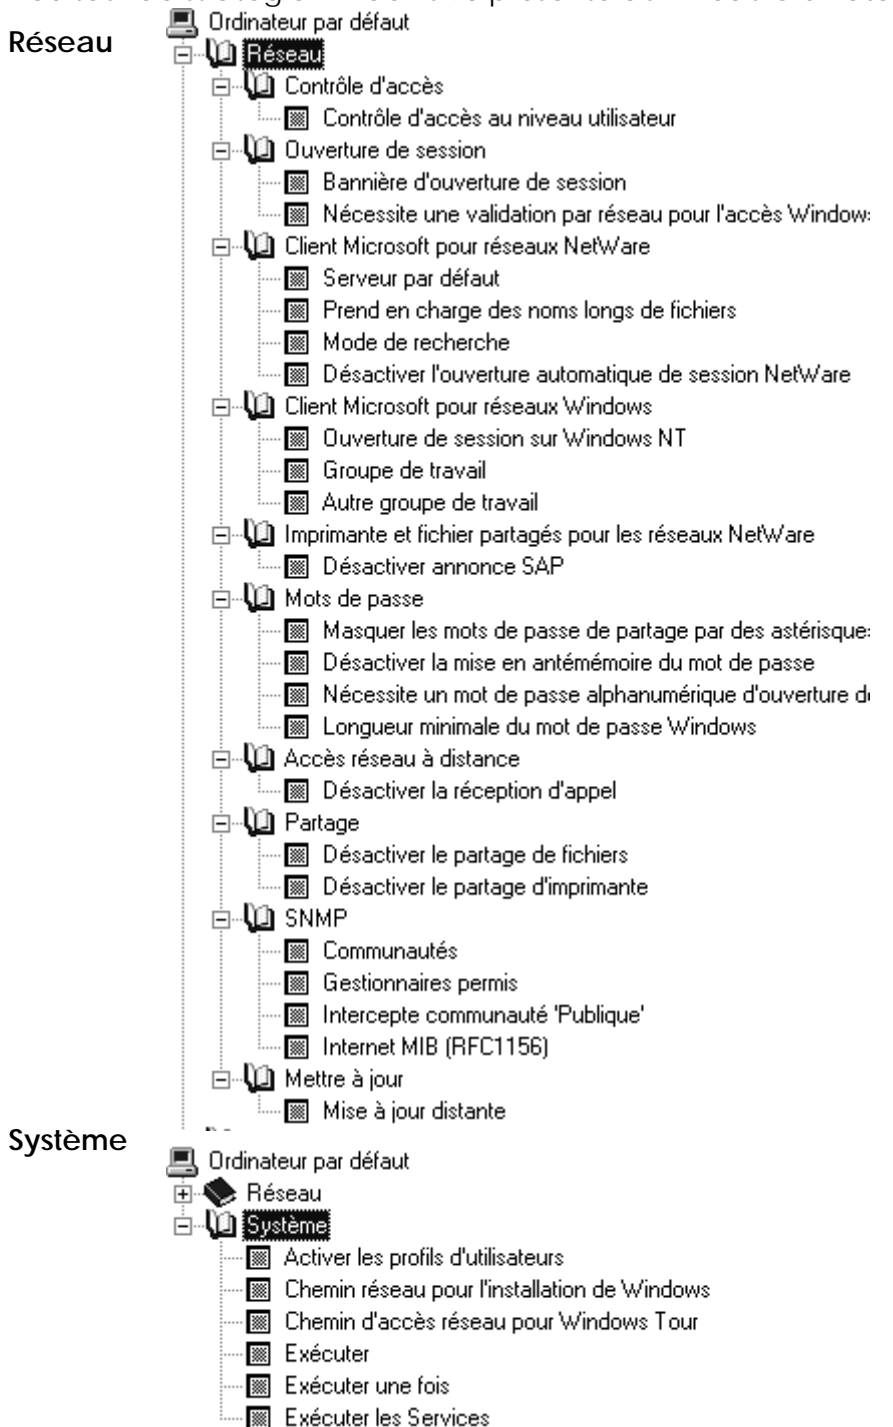 Ordinateur par défaut
Réseau
Réseau
Contrôle d'accès
Contrôle d'accès au niveau utilisateur
Ouverture de session
Bannière d'ouverture de session
Nécessite une validation par réseau pour l'accès Windows
Client Microsoft pour réseaux NetWare
Serveur par défaut
Prend en charge des noms longs de fichiers
Mode de recherche
Désactiver l'ouverture automatique de session NetWare
Client Microsoft pour réseaux Windows
Ouverture de session sur Windows NT
Groupe de travail
Autre groupe de travail
Imprimante et fichier partagés pour les réseaux NetWare
Désactiver annonce SAP
Mots de passe
Masquer les mots de passe de partage par des astérisques
Désactiver la mise en antémémoire du mot de passe
Nécessite un mot de passe alphanumérique d'ouverture d
Longueur minimale du mot de passe Windows
Accès réseau à distance
Désactiver la réception d'appel
Partage
Désactiver le partage de fichiers
Désactiver le partage d'imprimante
SNMP
Communautés
Gestionnaires permis
Intercepte communauté 'Publique'
Internet MIB (RFC1156)
Mettre à jour
Mise à jour distante
Système
Ordinateur par défaut
Réseau
Système
Activer les profils d'utilisateurs
Chemin réseau pour l'installation de Windows
Chemin d'accès réseau pour Windows Tour
Exécuter
Exécuter une fois
Exécuter les Services